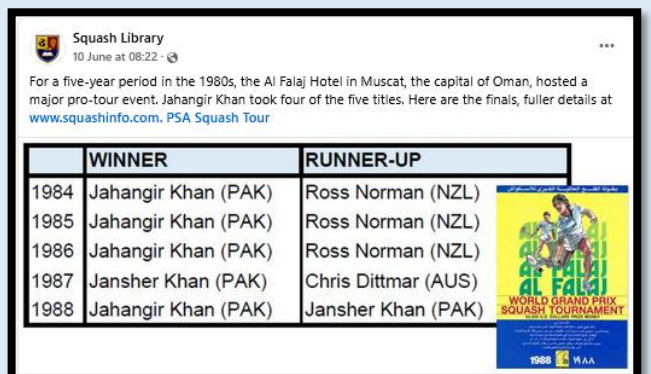 Squash Library
10 June at 08:22 ·
For a five-year period in the 1980s, the Al Falaj Hotel in Muscat, the capital of Oman, hosted a
major pro-tour event. Jahangir Khan took four of the five titles. Here are the finals, fuller details at
www.squashinfo.com. PSA Squash Tour
WINNER RUNNER-UP
1984 Jahangir Khan (PAK) Ross Norman (NZL)
1985 Jahangir Khan (PAK) Ross Norman (NZL)
1986 Jahangir Khan (PAK) Ross Norman (NZL)
1987 Jansher Khan (PAK) Chris Dittmar (AUS)
1988 Jahangir Khan (PAK) Jansher Khan (PAK)
AL FALAJ
AL FALAJ
AL FALAJ
WORLD GRAND PRIX
SQUASH TOURNAMENT
1988 ١٩٨٨